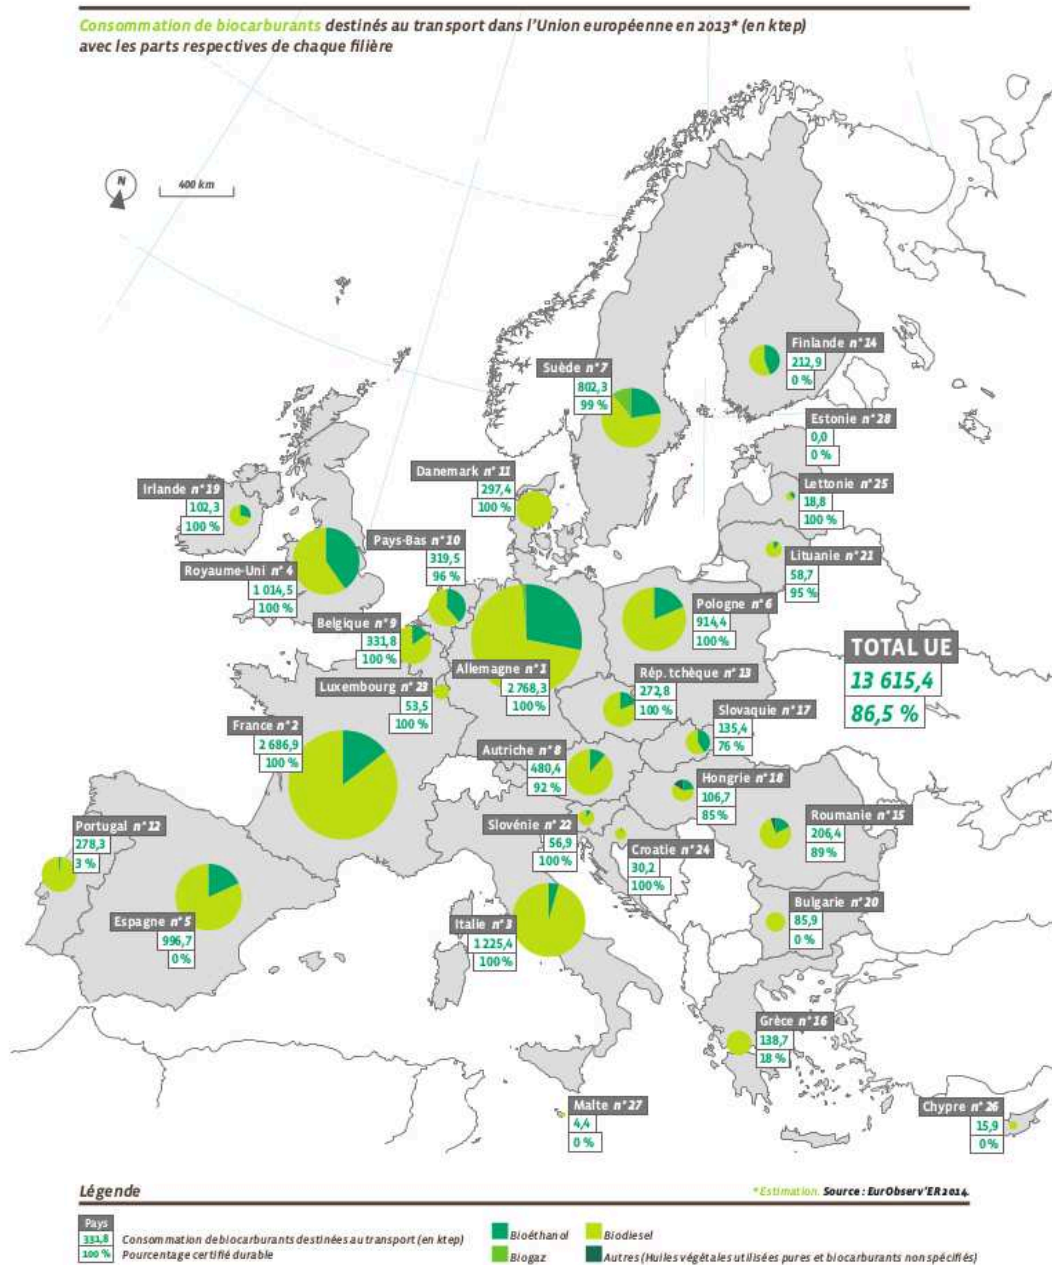 Consommation de biocarburants destinés au transport dans l'Union européenne en 2013* (en ktep)
avec les parts respectives de chaque filière
N
400 km
Finlande n°14
212,9
0 %
Suède n°7
802,3
99 %
Estonie n°28
0,0
0 %
Danemark n°11
297,4
100 %
Lettonie n°25
18,8
100 %
Irlande n°19
102,3
100 %
Pays-Bas n°10
319,5
96 %
Lituanie n°21
58,7
95 %
Royaume-Uni n°4
1 014,5
100 %
Pologne n°6
914,4
100 %
Belgique n°9
331,8
100 %
TOTAL UE
13 615,4
86,5 %
Allemagne n°1
2 768,3
100 %
Rép. tchèque n°13
272,8
100 %
Luxembourg n°23
53,5
100 %
Slovaquie n°17
135,4
76 %
France n°2
2 686,9
100 %
Autriche n°8
480,4
92 %
Hongrie n°18
106,7
85 %
Roumanie n°15
206,4
89 %
Portugal n°12
278,3
3 %
Slovénie n°22
56,9
100 %
Croatie n°24
30,2
100 %
Bulgarie n°20
85,9
0 %
Espagne n°5
996,7
0 %
Italie n°3
1 225,4
100 %
Grèce n°16
138,7
18 %
Malte n°27
4,4
0 %
Chypre n°26
15,9
0 %
Légende
*Estimation. Source : EurObserv'ER 2014.
Pays
331,8 Consommation de biocarburants destinées au transport (en ktep)
100 % Pourcentage certifié durable
Bioéthanol
Biodiesel
Biogaz
Autres (Huiles végétales utilisées pures et biocarburants non spécifiés)